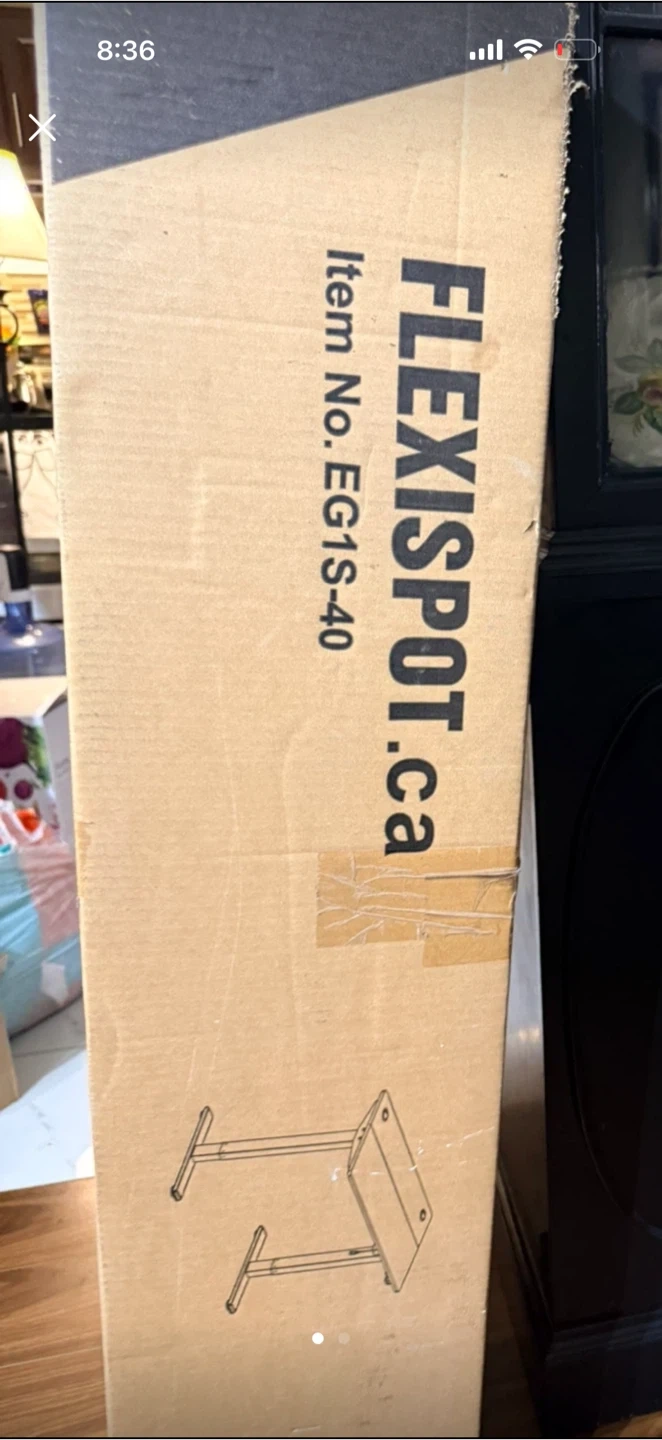 8:36
FLEXISPOT.ca
Item No. EG1S-40